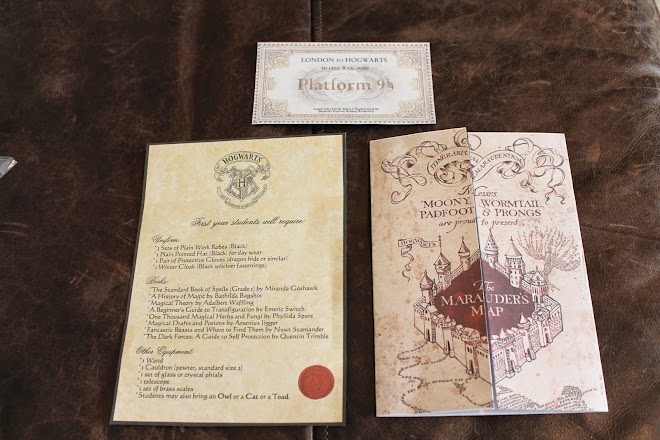 LONDON TO HOGWARTS
Platform 9¾
HOGWARTS
H
First year students will require:
Uniform:
*3 Sets of Plain Work Robes (Black)
*1 Plain Pointed Hat (Black) for day wear
*1 Pair of Protective Gloves (dragon hide or similar)
*1 Winter Cloak (Black w/silver fastenings)
Books:
*The Standard Book of Spells (Grade 1) by Miranda Goshawk
*A History of Magic by Bathilda Bagshot
*Magical Theory by Adalbert Waffling
*A Beginner's Guide to Transfiguration by Emeric Switch
*One Thousand Magical Herbs and Fungi by Phyllida Spore
*Magical Drafts and Potions by Arsenius Jigger
*Fantastic Beasts and Where to Find Them by Newt Scamander
*The Dark Forces: A Guide to Self Protection by Quentin Trimble
Other Equipment:
*1 Wand
*1 Cauldron (pewter, standard size 2)
*1 set of glass or crystal phials
*1 telescope
*1 set of brass scales
*Students may also bring an Owl or a Cat or a Toad.
MOONY, WORMTAIL,
PADFOOT & PRONGS
are proud to present
HOGWARTS
The
MARAUDER'S
MAP